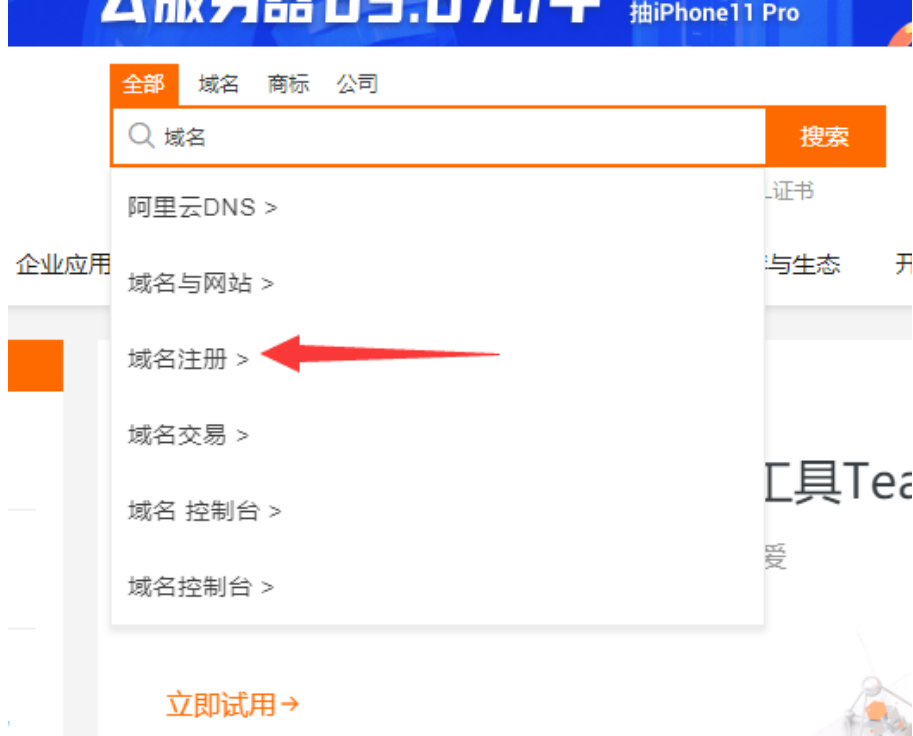 抽iPhone11 Pro
全部 域名 商标 公司
域名 搜索
证书
阿里云DNS >
企业应用 与生态
域名与网站 >
域名注册 >
域名交易 >
工具Tea
域名 控制台 >
爱
域名控制台 >
立即试用→